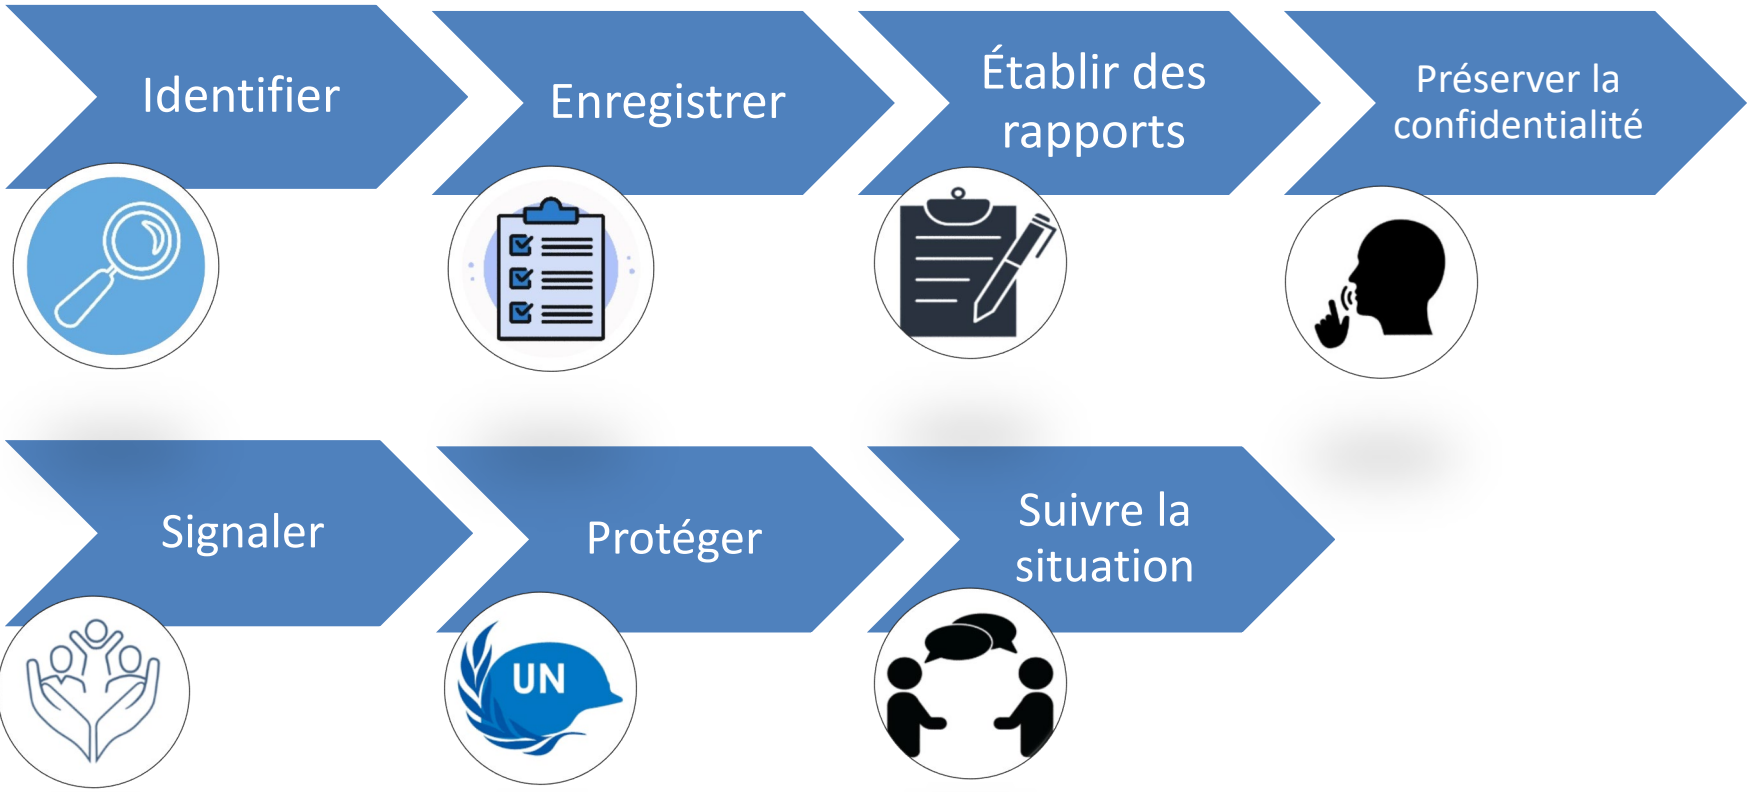 Identifier
Enregistrer
Établir des
rapports
Préserver la
confidentialité
Signaler
Protéger
UN
Suivre la
situation